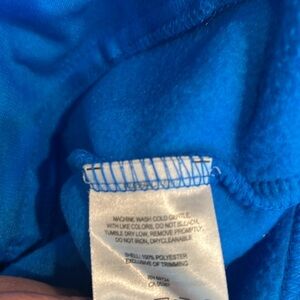 MACHINE WASH COLD GENTLE,
WITH LIKE COLORS, DO NOT BLEACH,
TUMBLE DRY LOW, REMOVE PROMPTLY,
DO NOT IRON, DRYCLEANABLE
SHELL: 100% POLYESTER
EXCLUSIVE OF TRIMMING